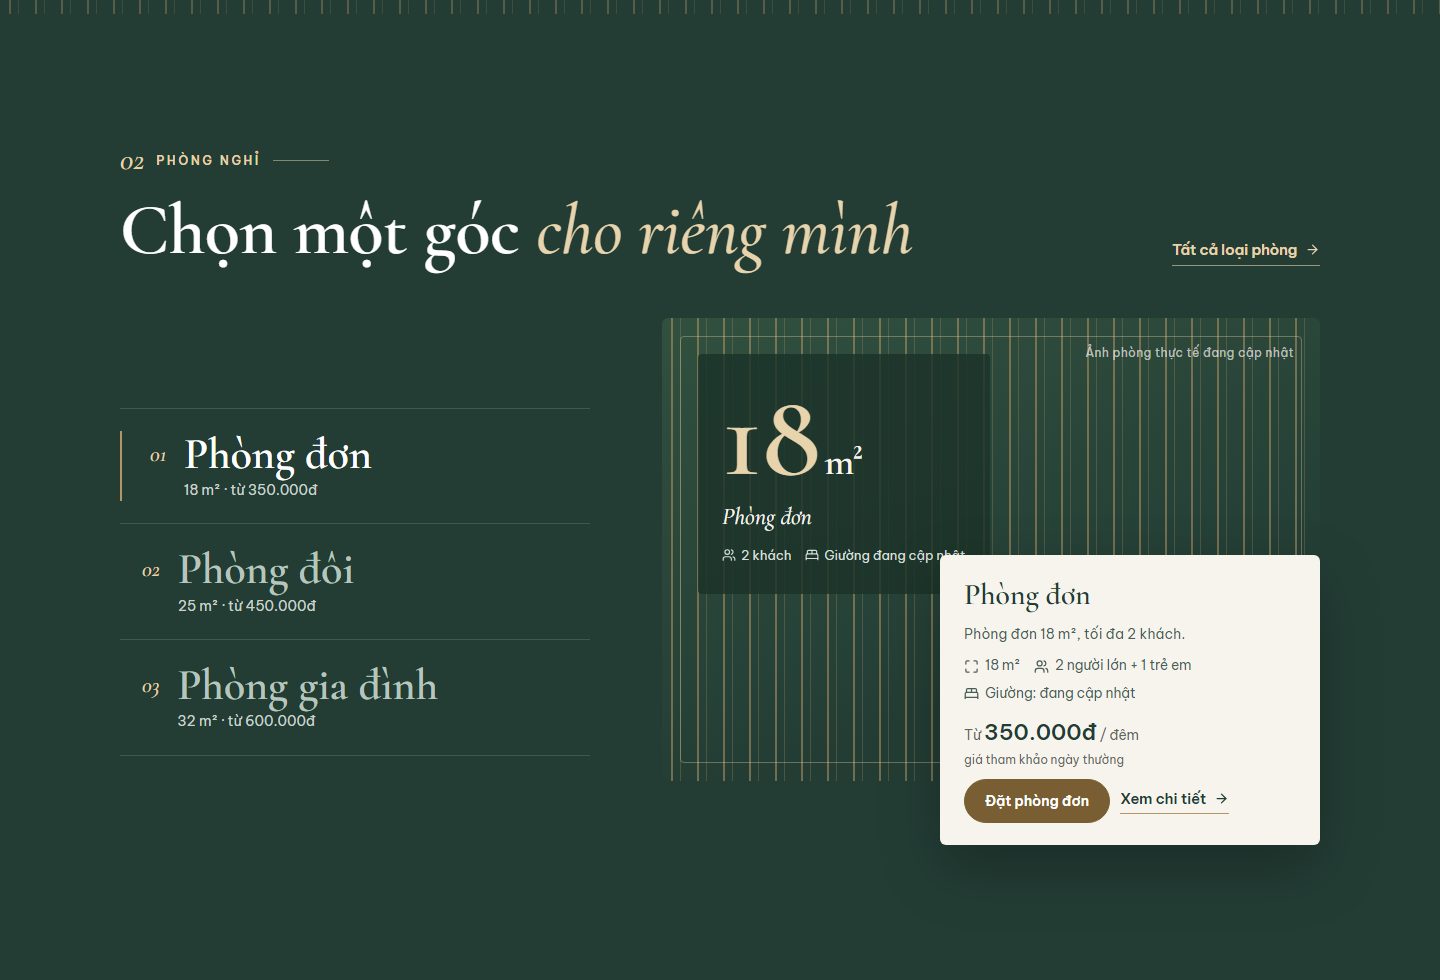 02 PHÒNG NGHỈ
Chọn một góc cho riêng mình
Tất cả loại phòng →
01 Phòng đơn
18 m² · từ 350.000đ
02 Phòng đôi
25 m² · từ 450.000đ
03 Phòng gia đình
32 m² · từ 600.000đ
Ảnh phòng thực tế đang cập nhật
18 m²
Phòng đơn
2 khách Giường đang cập nhật
Phòng đơn
Phòng đơn 18 m², tối đa 2 khách.
18 m² 2 người lớn + 1 trẻ em
Giường: đang cập nhật
Từ 350.000đ / đêm
giá tham khảo ngày thường
Đặt phòng đơn Xem chi tiết →